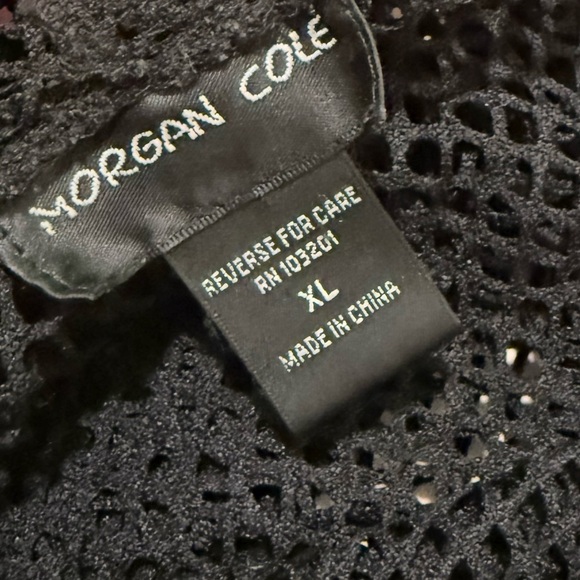 MORGAN COLE
REVERSE FOR CARE
RN 103201
XL
MADE IN CHINA